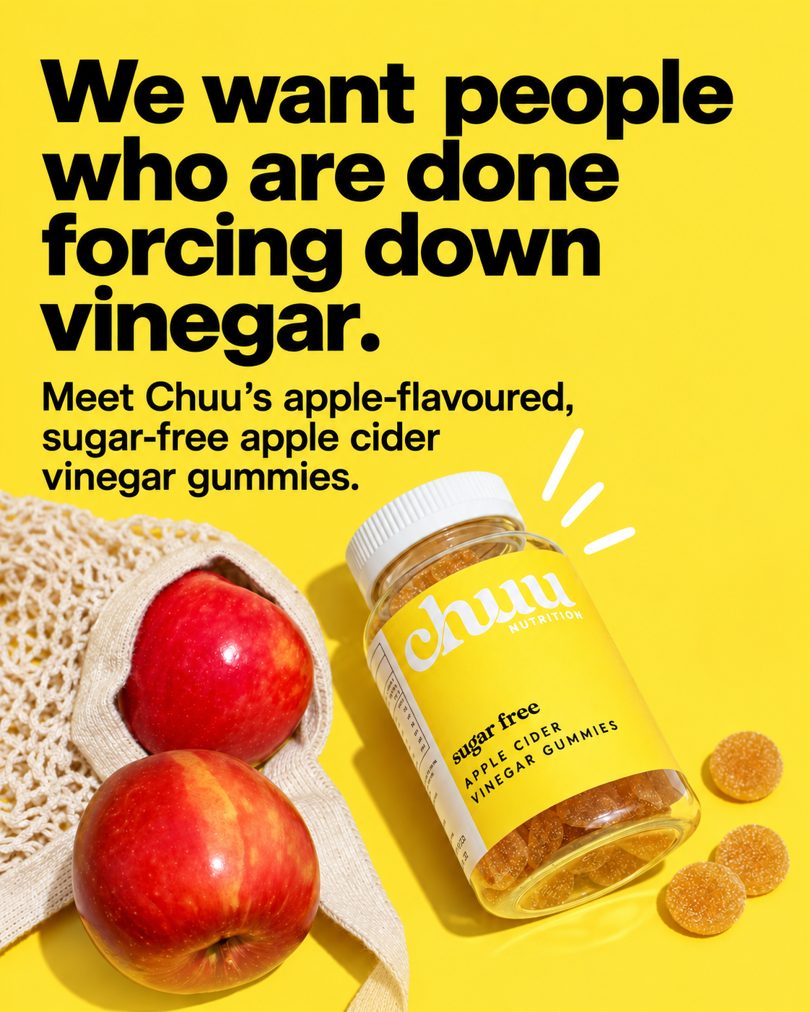 We want people
who are done
forcing down
vinegar.
Meet Chuu’s apple-flavoured,
sugar-free apple cider
vinegar gummies.
chuu
NUTRITION
sugar free
APPLE CIDER
VINEGAR GUMMIES